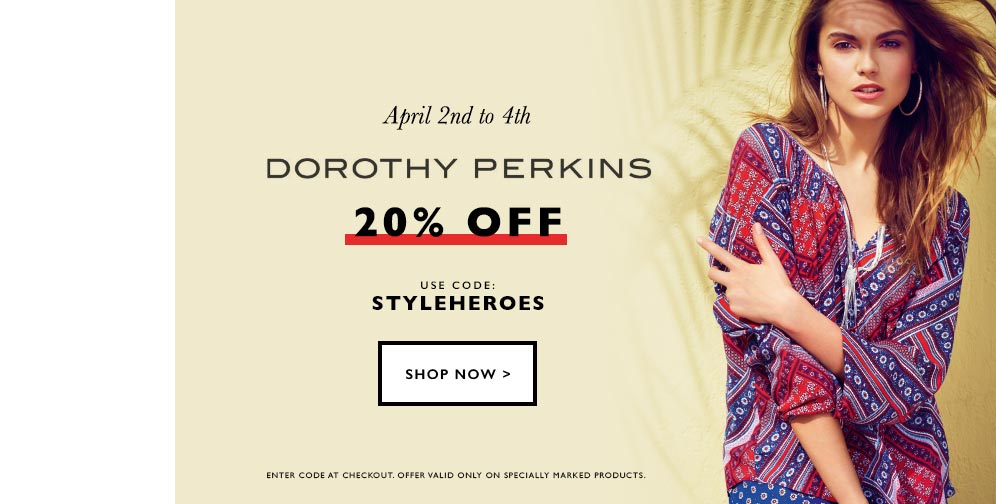 April 2nd to 4th
DOROTHY PERKINS
20% OFF
USE CODE:
STYLEHEROES
SHOP NOW >
ENTER CODE AT CHECKOUT. OFFER VALID ONLY ON SPECIALLY MARKED PRODUCTS.